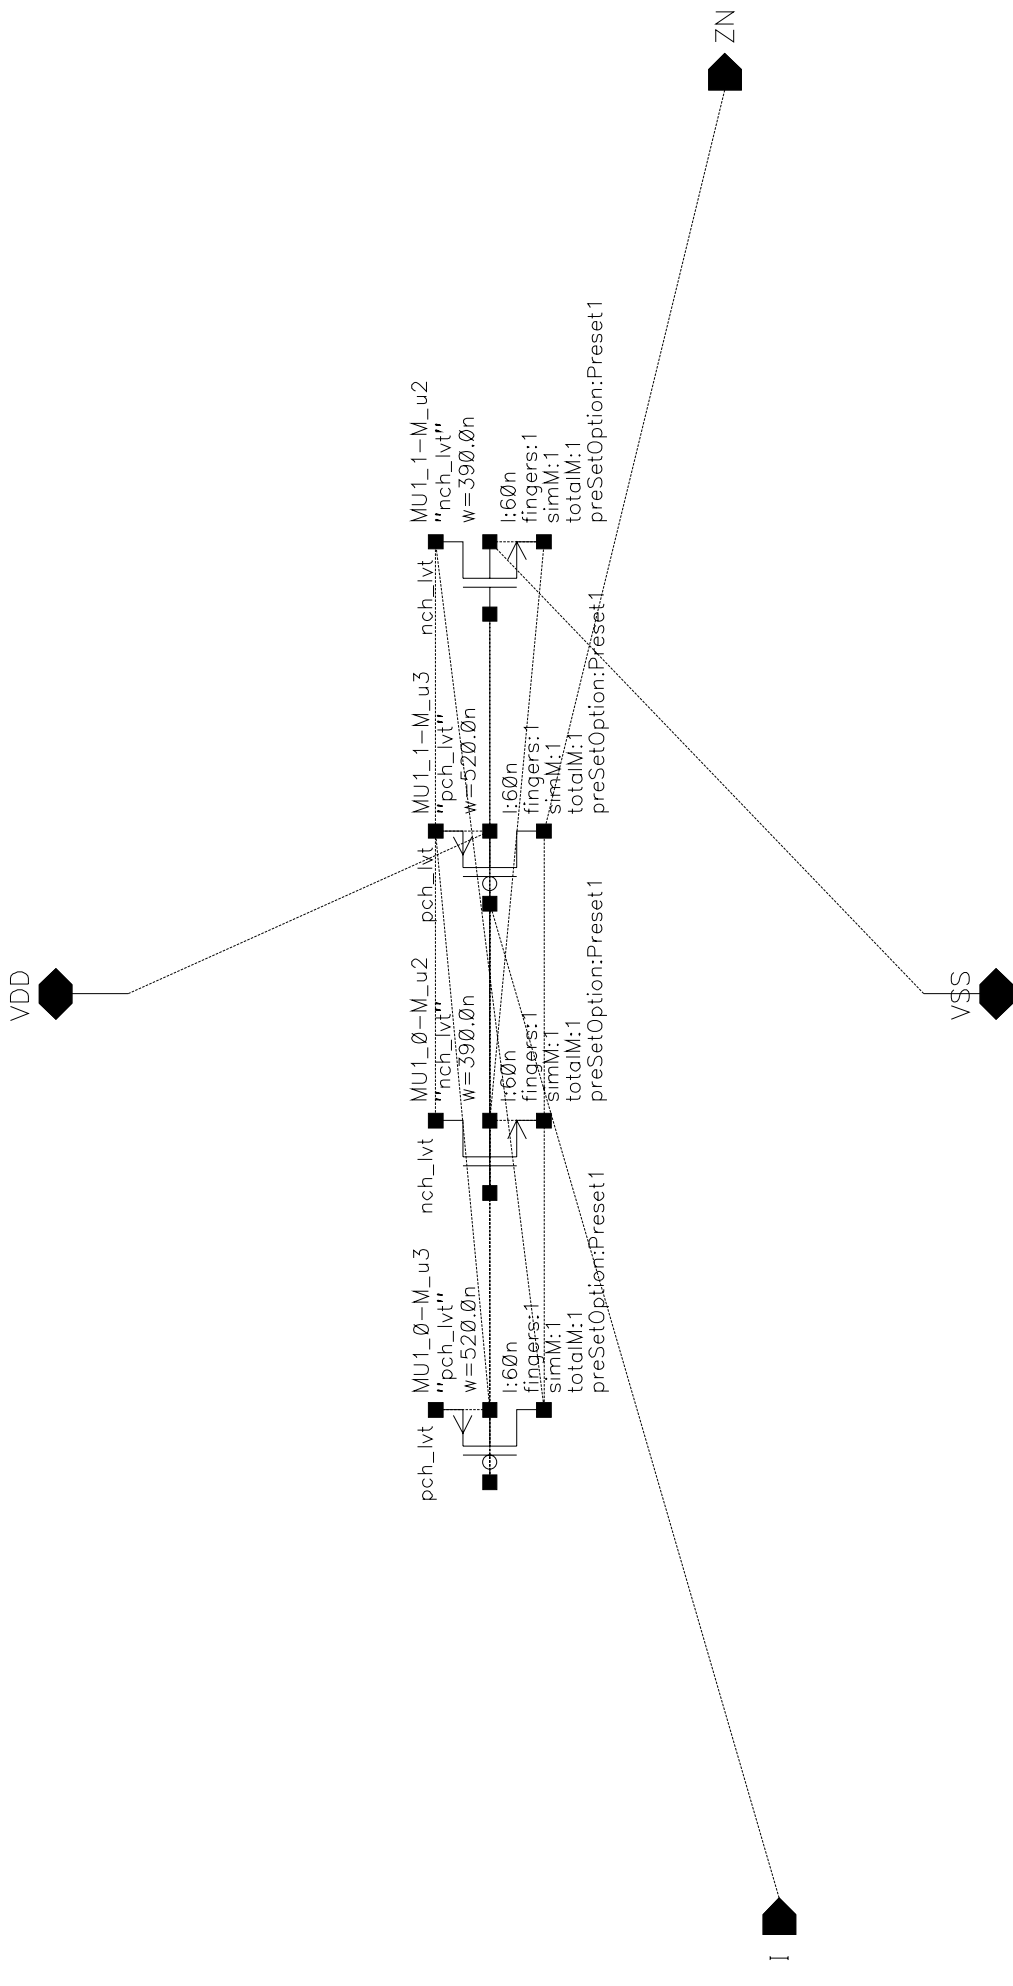 VDD
pch_lvt
MU1_0-M_u3
"pch_lvt"
w=520.0n
l:60n
fingers:1
simM:1
totalM:1
preSetOption:Preset1
nch_lvt
MU1_0-M_u2
"nch_lvt"
w=390.0n
l:60n
fingers:1
simM:1
totalM:1
preSetOption:Preset1
pch_lvt
MU1_1-M_u3
"pch_lvt"
w=520.0n
l:60n
fingers:1
simM:1
totalM:1
preSetOption:Preset1
nch_lvt
MU1_1-M_u2
"nch_lvt"
w=390.0n
l:60n
fingers:1
simM:1
totalM:1
preSetOption:Preset1
ZN
I
VSS